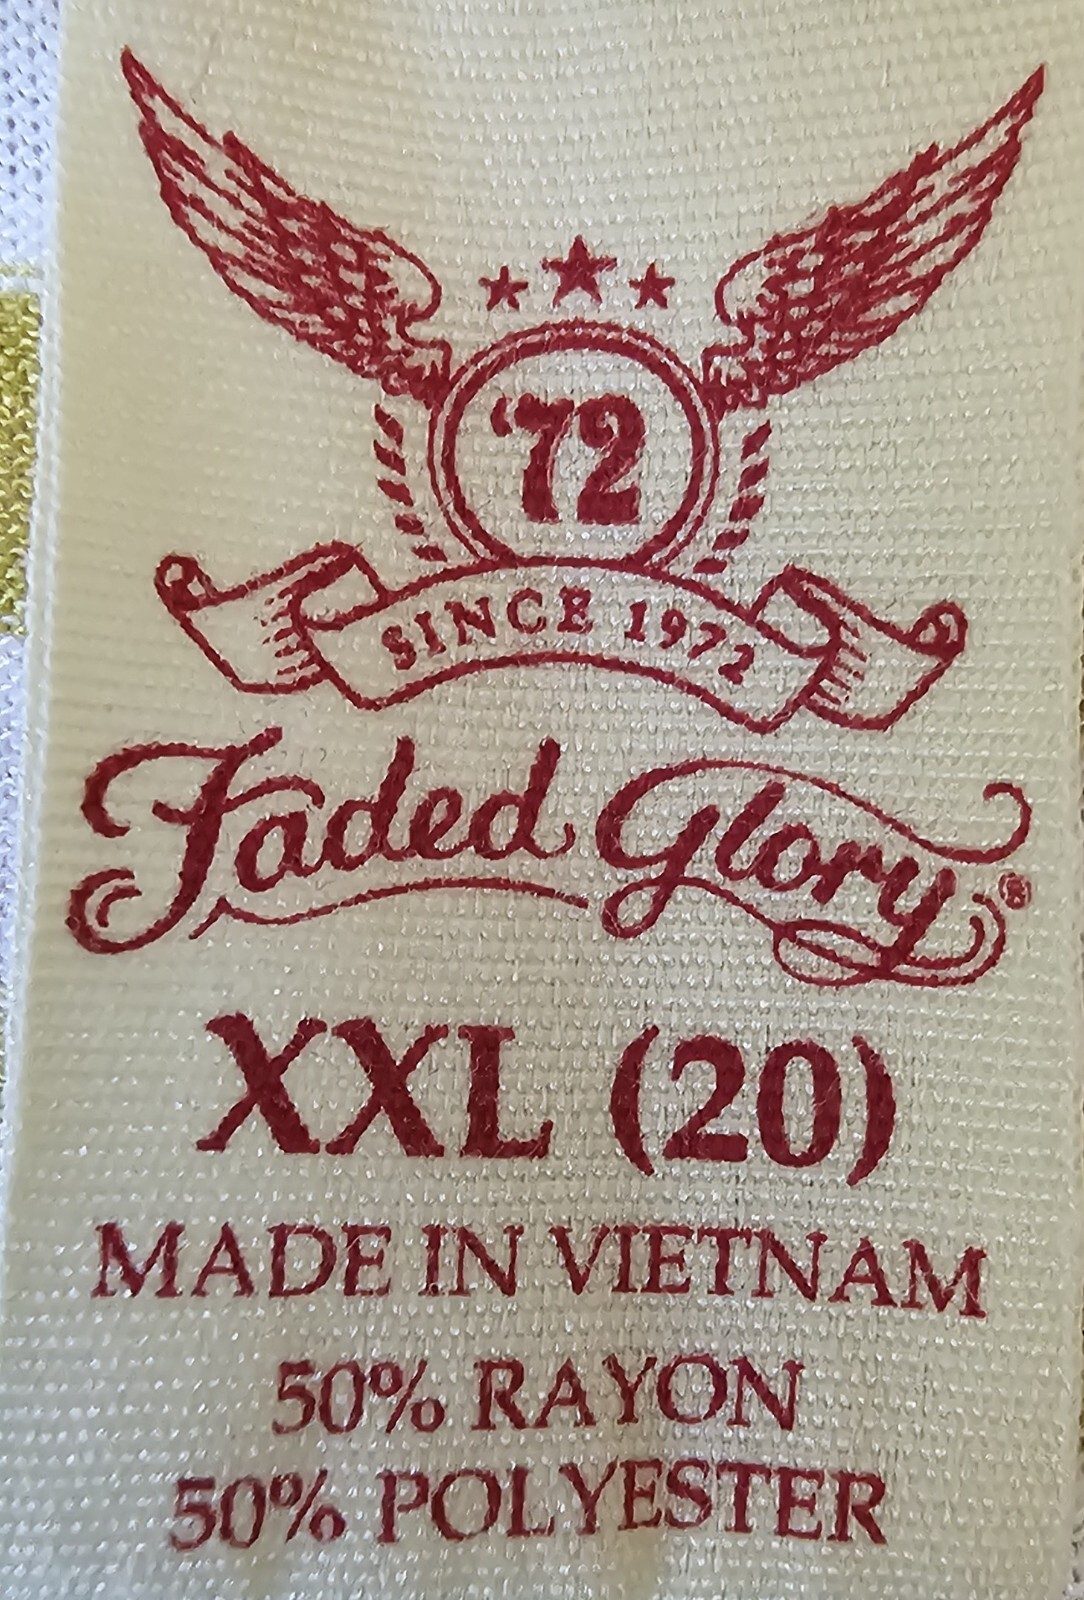 ‘72
SINCE 1972
Faded Glory®
XXL (20)
MADE IN VIETNAM
50% RAYON
50% POLYESTER